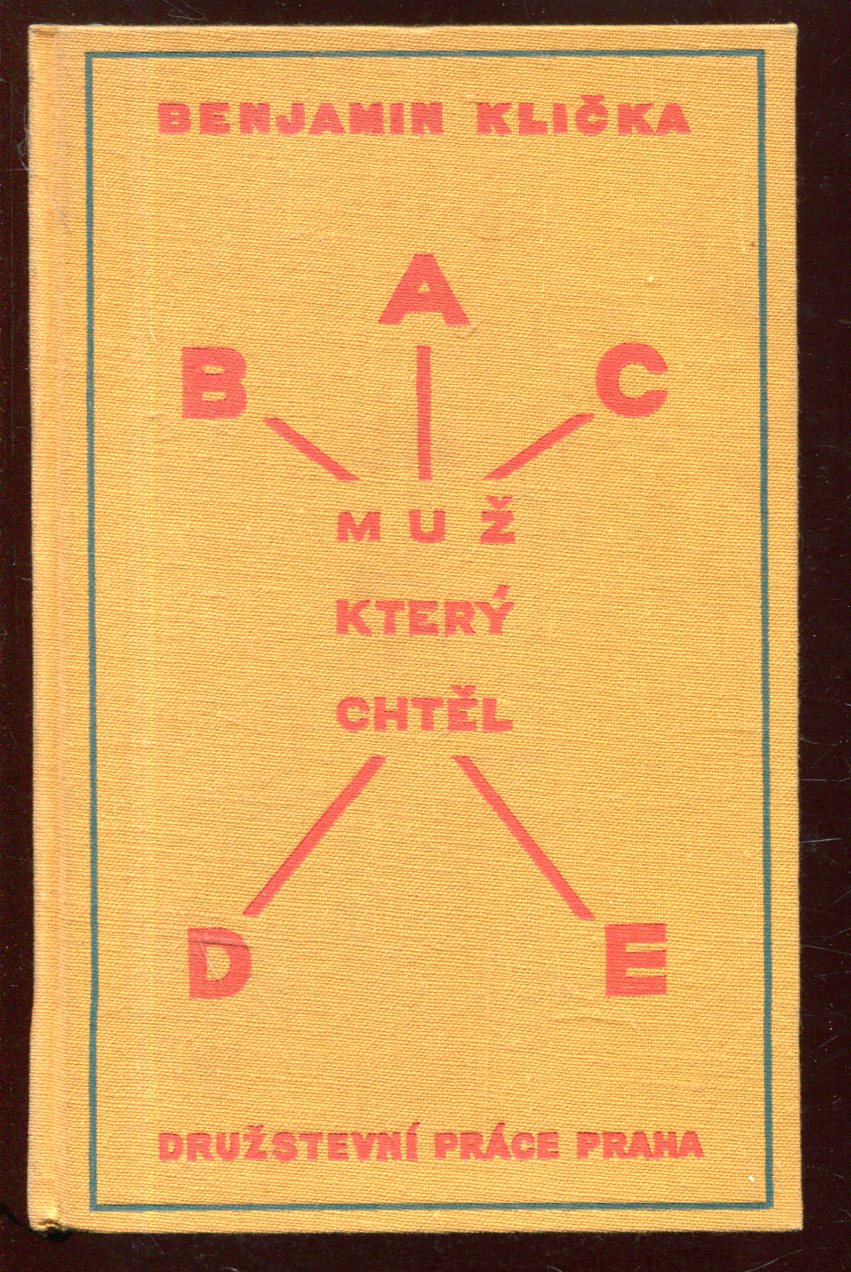 BENJAMIN KLIČKA
A
B C
MUŽ
KTERÝ
CHTĚL
D E
DRUŽSTEVNÍ PRÁCE PRAHA